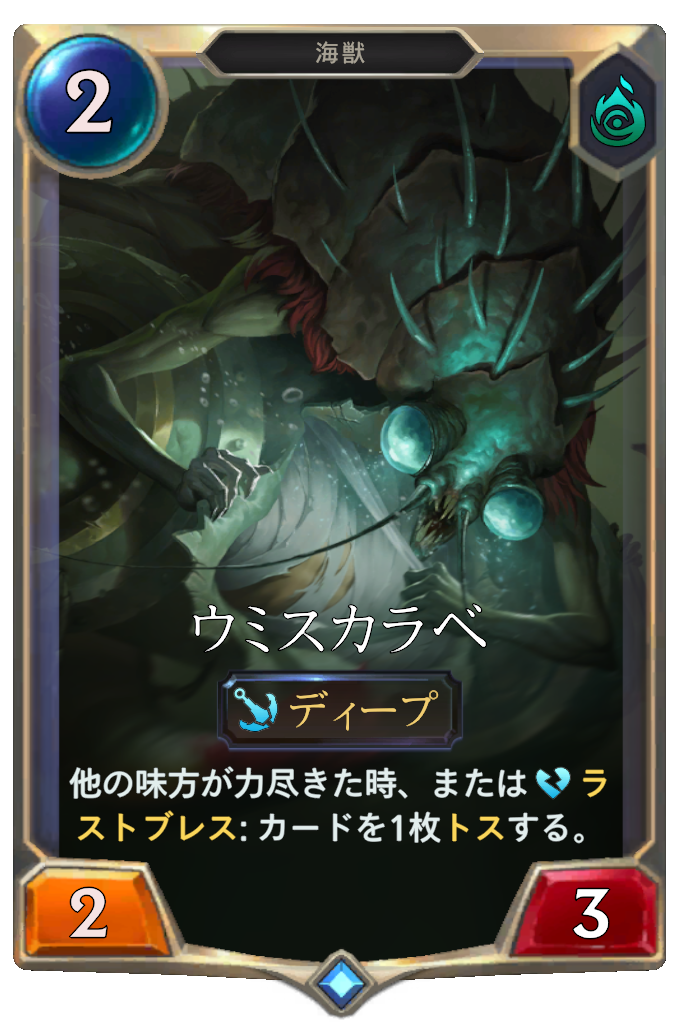 2
海獣
ウミスカラベ
ディープ
他の味方が力尽きた時、または ラ
ストブレス: カードを1枚トスする。
2
3